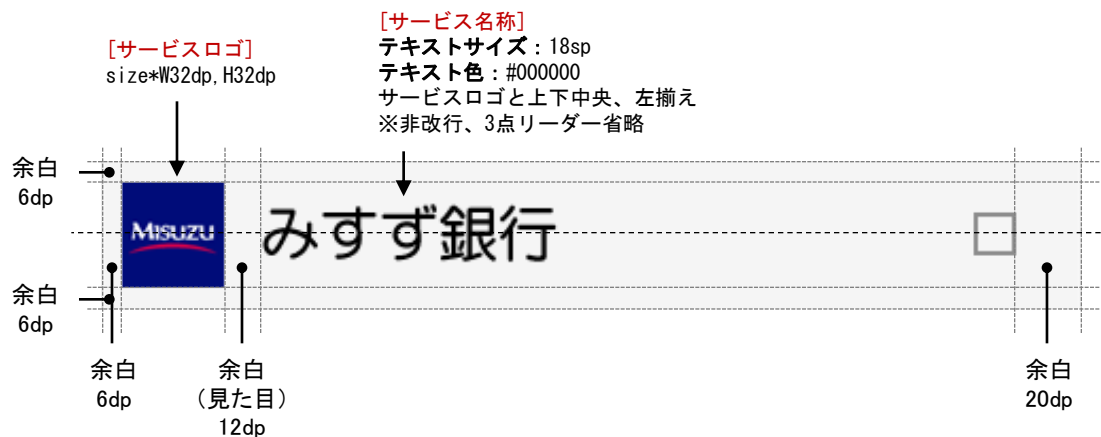 [サービス名称]
テキストサイズ：18sp
テキスト色：#000000
サービスロゴと上下中央、左揃え
※非改行、3点リーダー省略
[サービスロゴ]
size*W32dp,H32dp
余白
6dp
MISUZU
みすず銀行
余白
6dp
余白
6dp
余白
（見た目）
12dp
余白
20dp